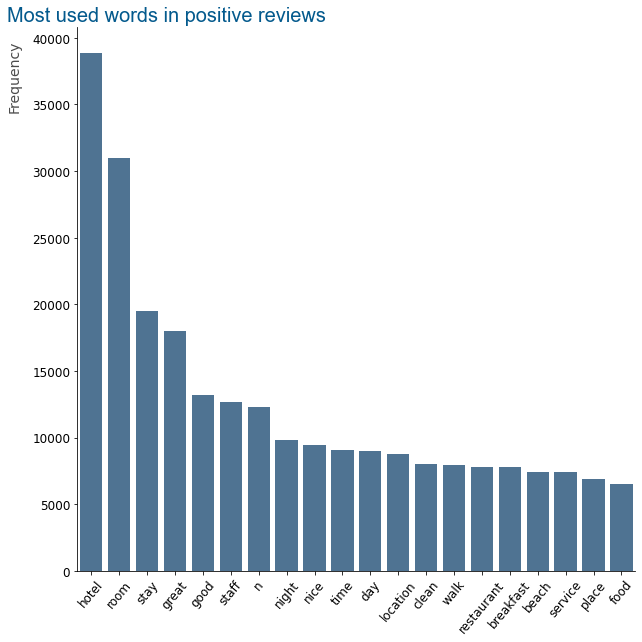 Most used words in positive reviews
Frequency
40000
35000
30000
25000
20000
15000
10000
5000
0
hotel
room
stay
great
good
staff
n
night
nice
time
day
location
clean
walk
restaurant
breakfast
beach
service
place
food